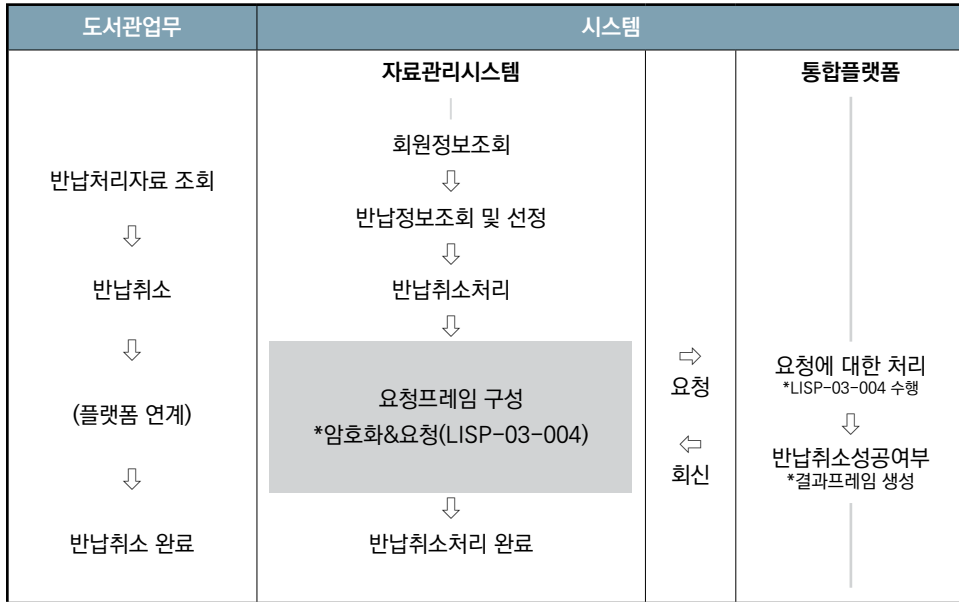 도서관업무
시스템
반납처리자료 조회
⇩
반납취소
⇩
(플랫폼 연계)
⇩
반납취소 완료
자료관리시스템
회원정보조회
⇩
반납정보조회 및 선정
⇩
반납취소처리
⇩
요청프레임 구성
*암호화&요청(LISP-03-004)
⇩
반납취소처리 완료
⇨
요청
⇦
회신
통합플랫폼
요청에 대한 처리
*LISP-03-004 수행
⇩
반납취소성공여부
*결과프레임 생성